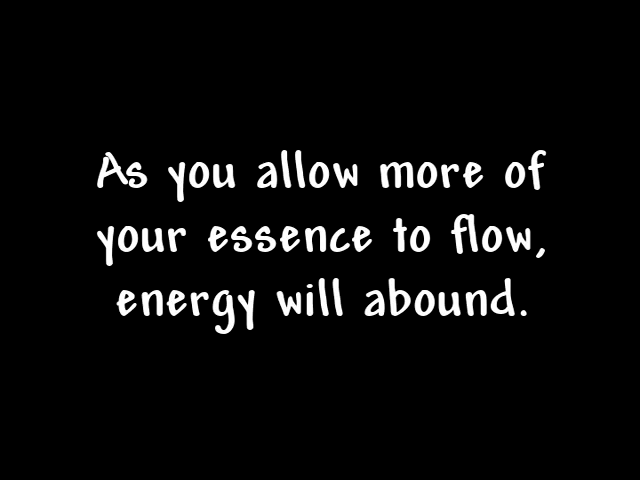 As you allow more of
your essence to flow,
energy will abound.